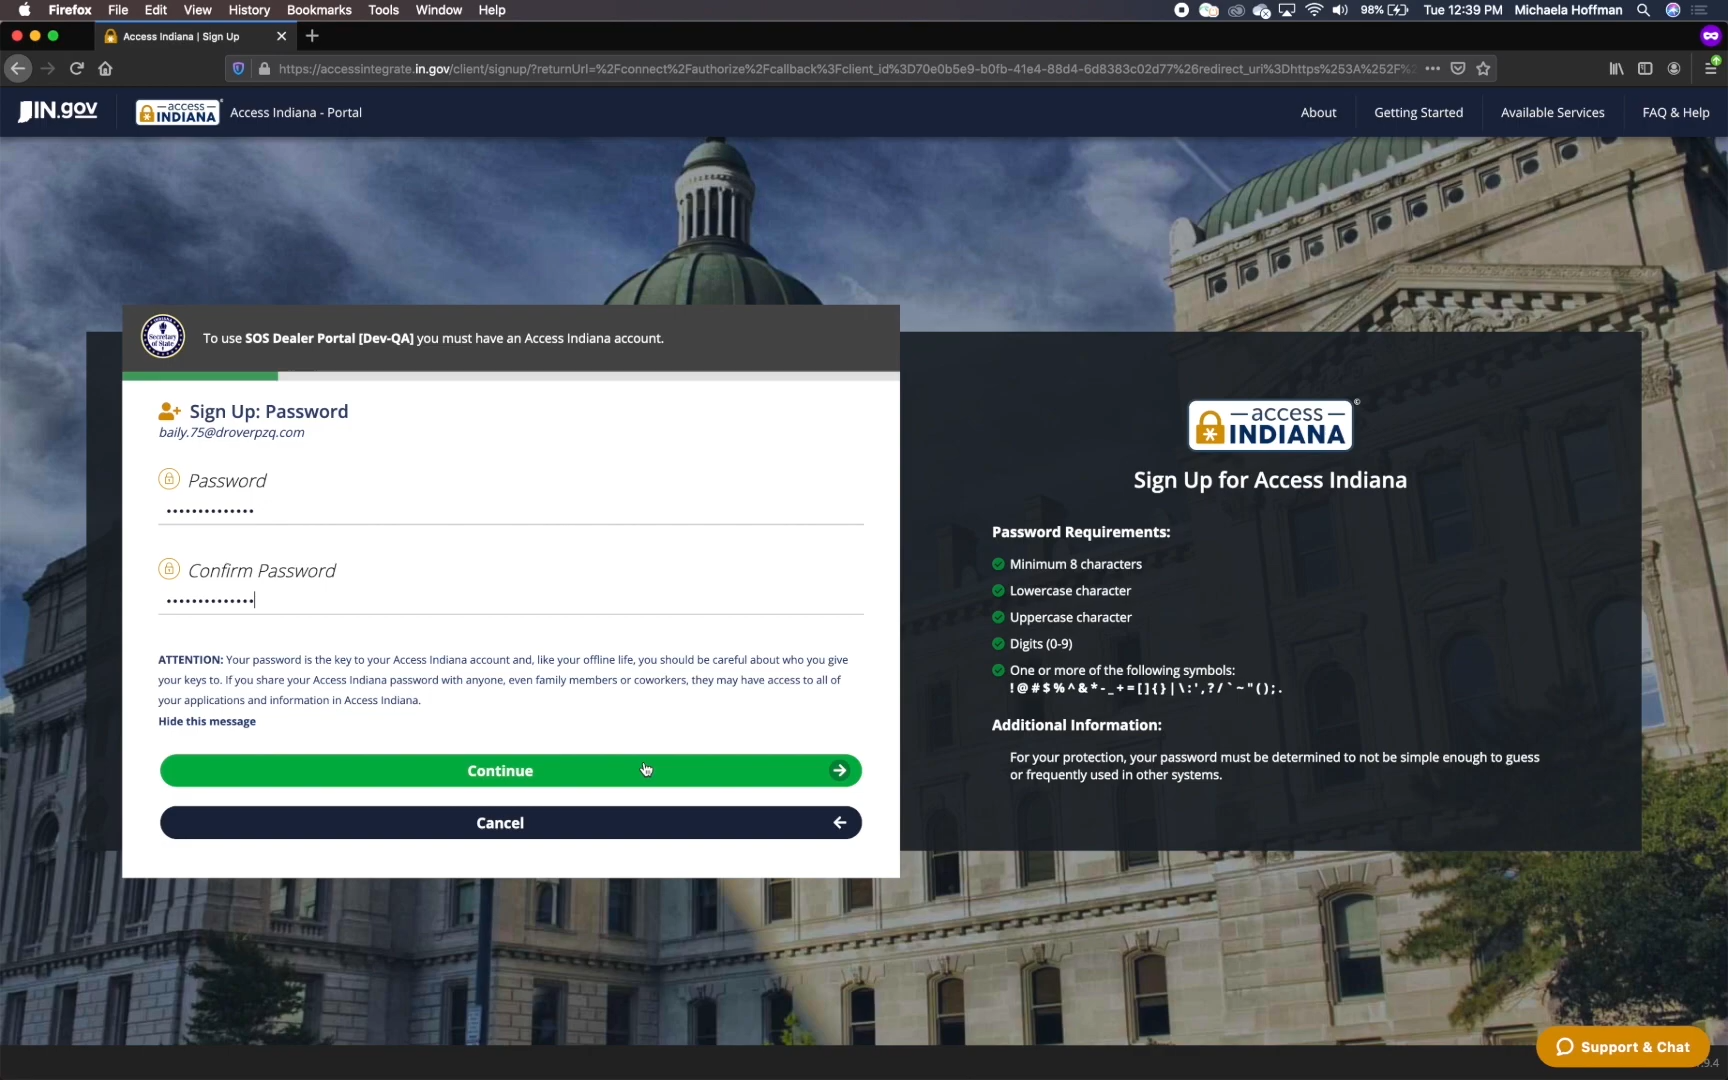 Firefox File Edit View History Bookmarks Tools Window Help 98% Tue 12:39 PM Michaela Hoffman
Access Indiana | Sign Up
https://accessintegrate.in.gov/client/signup/?returnUrl=%2Fconnect%2Fauthorize%2Fcallback%3Fclient_id%3D70e0b5e9-b0fb-41e4-88d4-6d8383c02d77%26redirect_uri%3Dhttps%253A%252F%2
IN.gov access INDIANA Access Indiana - Portal About Getting Started Available Services FAQ & Help
Secretary of State
To use SOS Dealer Portal [Dev-QA] you must have an Access Indiana account.
Sign Up: Password
baily.75@droverpzq.com
Password
••••••••••••••
Confirm Password
••••••••••••••
ATTENTION: Your password is the key to your Access Indiana account and, like your offline life, you should be careful about who you give
your keys to. If you share your Access Indiana password with anyone, even family members or coworkers, they may have access to all of
your applications and information in Access Indiana.
Hide this message
Continue
Cancel
access INDIANA ©
Sign Up for Access Indiana
Password Requirements:
Minimum 8 characters
Lowercase character
Uppercase character
Digits (0-9)
One or more of the following symbols:
!@#$%^&*-_+=[]{}|\:',?/`~"();.
Additional Information:
For your protection, your password must be determined to not be simple enough to guess
or frequently used in other systems.
Support & Chat